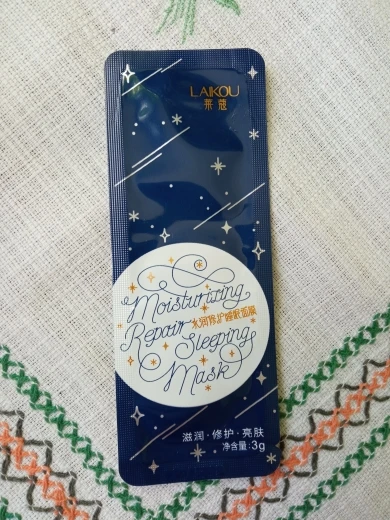 LAIKOU
莱蔻
Moisturizing
水润修护睡眠面膜
Repair Sleeping
Mask
滋润·修护·亮肤
净含量:3g